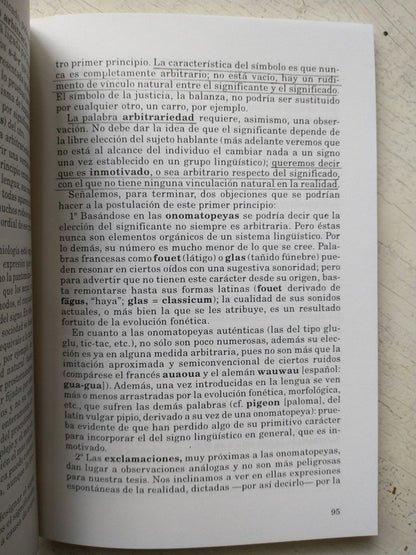 tro primer principio. La característica del símbolo es que nun-
ca es completamente arbitrario; no está vacío, hay un rudi-
mento de vínculo natural entre el significante y el significado.
El símbolo de la justicia, la balanza, no podría ser sustituido
por cualquier otro, un carro, por ejemplo.
La palabra arbitrariedad requiere, asimismo, una obser-
vación. No debe dar la idea de que el significante depende de
la libre elección del sujeto hablante (más adelante veremos que
no está al alcance del individuo el cambiar nada a un signo
una vez establecido en un grupo lingüístico); queremos decir
que es inmotivado, o sea arbitrario respecto del significado,
con el que no tiene ninguna vinculación natural en la realidad.
Señalemos, para terminar, dos objeciones que se podrían
hacer a la postulación de este primer principio:
1º Basándose en las onomatopeyas se podría decir que la
elección del significante no siempre es arbitraria. Pero éstas
nun son elementos orgánicos de un sistema lingüístico. Por
lo demás, su número es mucho menor de lo que se cree. Pala-
bras francesas como fouet (látigo) o glas (tañido fúnebre) pue-
den resonar en ciertos oídos con una sugestiva sonoridad; pero
para ver que no tienen este carácter desde su origen, bas-
ta remontarse hasta sus formas latinas (fouet derivado de
fāgus, "haya"; glas = classicum); la cualidad de sus sonidos
actuales, o más bien la que se les atribuye, es un resultado
fortuito de la evolución fonética.
En cuanto a las onomatopeyas auténticas (las del tipo glu-
glu, tic-tac, etc.), no sólo son poco numerosas, además su elec-
ción es ya en alguna medida arbitraria, pues no son más que la
imitación aproximada y semiconvencional de ciertos ruidos
(compárese el francés auaoua y el alemán wauwau [español:
gua-gua]). Además, una vez introducidas en la lengua se ven
más o menos arrastradas por la evolución fonética, morfológica,
etc., que sufren las demás palabras (cf. pigeon [paloma], del
latín vulgar pipio, derivado a su vez de una onomatopeya): prue-
ba evidente de que han perdido algo de su primitivo carácter
para incorporar el del signo lingüístico en general, que es in-
motivado.
2º Las exclamaciones, muy próximas a las onomatopeyas,
dan lugar a observaciones análogas y no son más peligrosas
para nuestra tesis. Nos inclinamos a ver en ellas expresiones
espontáneas de la realidad, dictadas —por así decirlo— por la
95